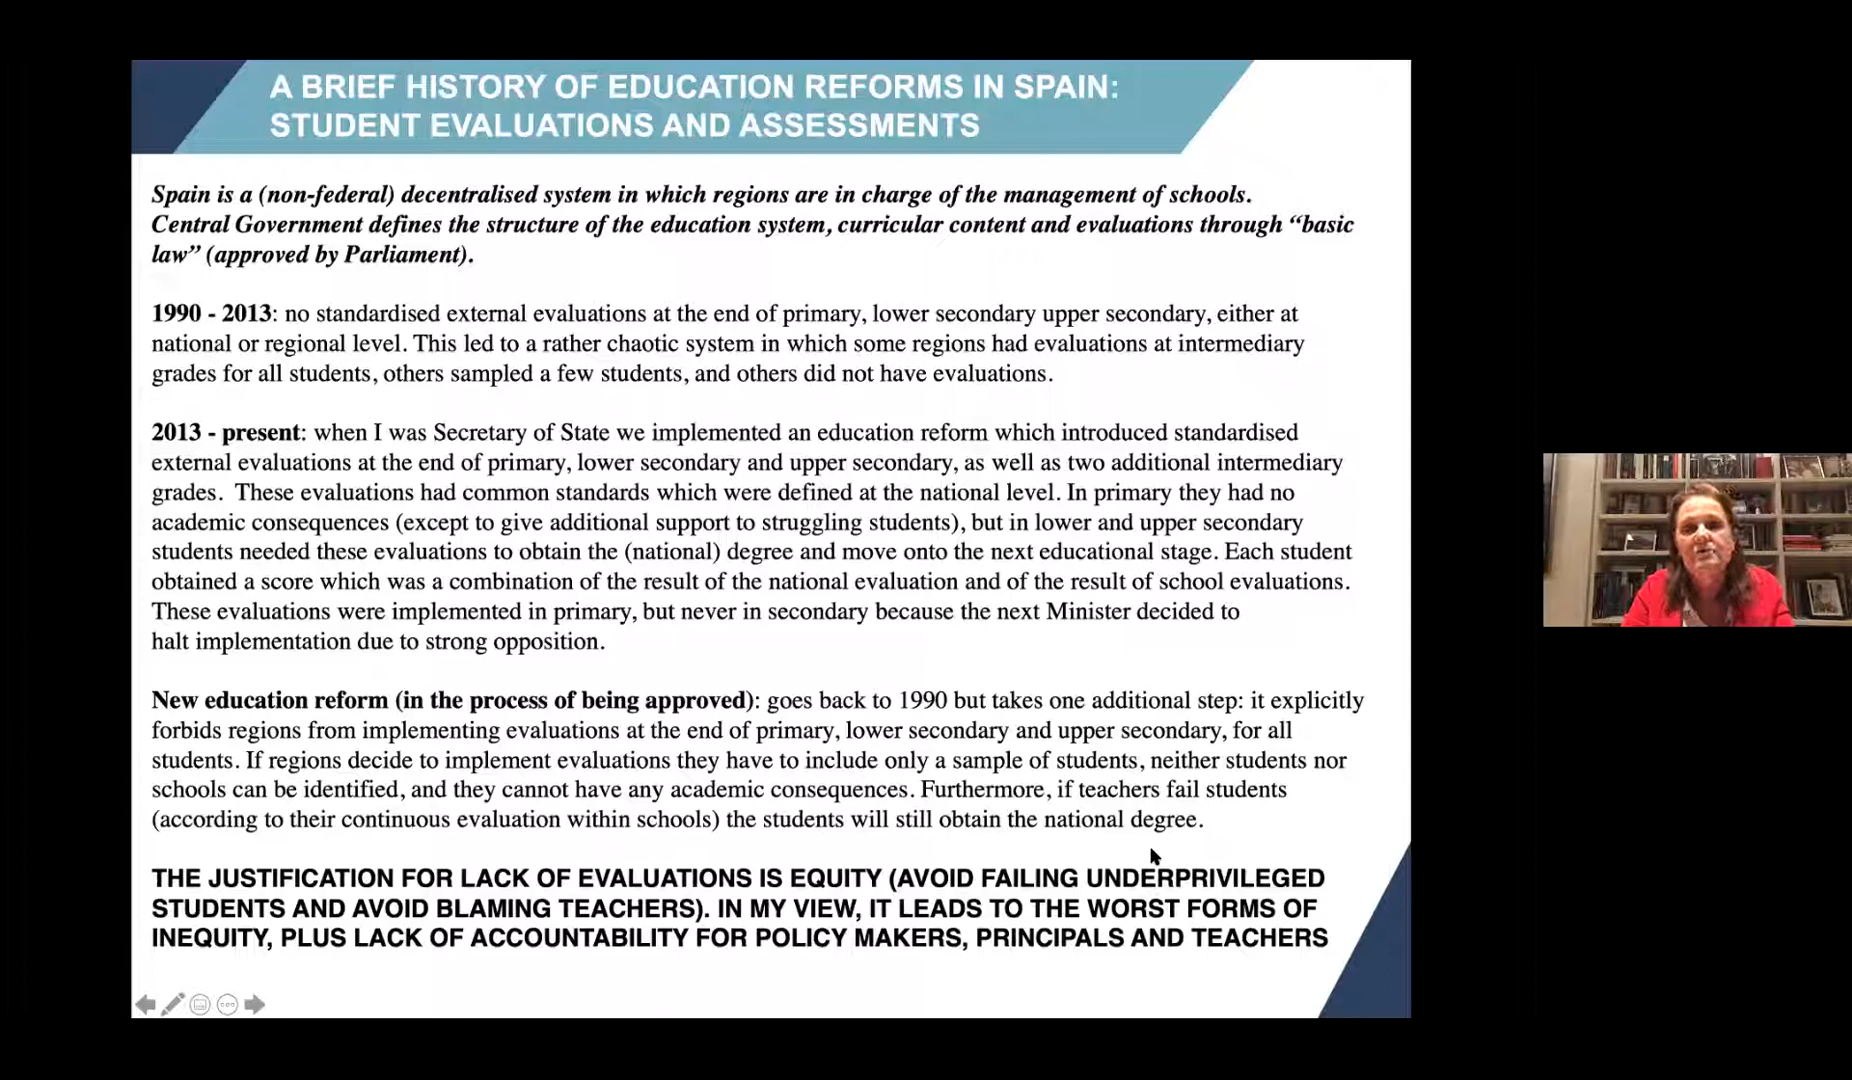 A BRIEF HISTORY OF EDUCATION REFORMS IN SPAIN:
STUDENT EVALUATIONS AND ASSESSMENTS
Spain is a (non-federal) decentralised system in which regions are in charge of the management of schools.
Central Government defines the structure of the education system, curricular content and evaluations through “basic
law” (approved by Parliament).
1990 - 2013: no standardised external evaluations at the end of primary, lower secondary upper secondary, either at
national or regional level. This led to a rather chaotic system in which some regions had evaluations at intermediary
grades for all students, others sampled a few students, and others did not have evaluations.
2013 - present: when I was Secretary of State we implemented an education reform which introduced standardised
external evaluations at the end of primary, lower secondary and upper secondary, as well as two additional intermediary
grades. These evaluations had common standards which were defined at the national level. In primary they had no
academic consequences (except to give additional support to struggling students), but in lower and upper secondary
students needed these evaluations to obtain the (national) degree and move onto the next educational stage. Each student
obtained a score which was a combination of the result of the national evaluation and of the result of school evaluations.
These evaluations were implemented in primary, but never in secondary because the next Minister decided to
halt implementation due to strong opposition.
New education reform (in the process of being approved): goes back to 1990 but takes one additional step: it explicitly
forbids regions from implementing evaluations at the end of primary, lower secondary and upper secondary, for all
students. If regions decide to implement evaluations they have to include only a sample of students, neither students nor
schools can be identified, and they cannot have any academic consequences. Furthermore, if teachers fail students
(according to their continuous evaluation within schools) the students will still obtain the national degree.
THE JUSTIFICATION FOR LACK OF EVALUATIONS IS EQUITY (AVOID FAILING UNDERPRIVILEGED
STUDENTS AND AVOID BLAMING TEACHERS). IN MY VIEW, IT LEADS TO THE WORST FORMS OF
INEQUITY, PLUS LACK OF ACCOUNTABILITY FOR POLICY MAKERS, PRINCIPALS AND TEACHERS